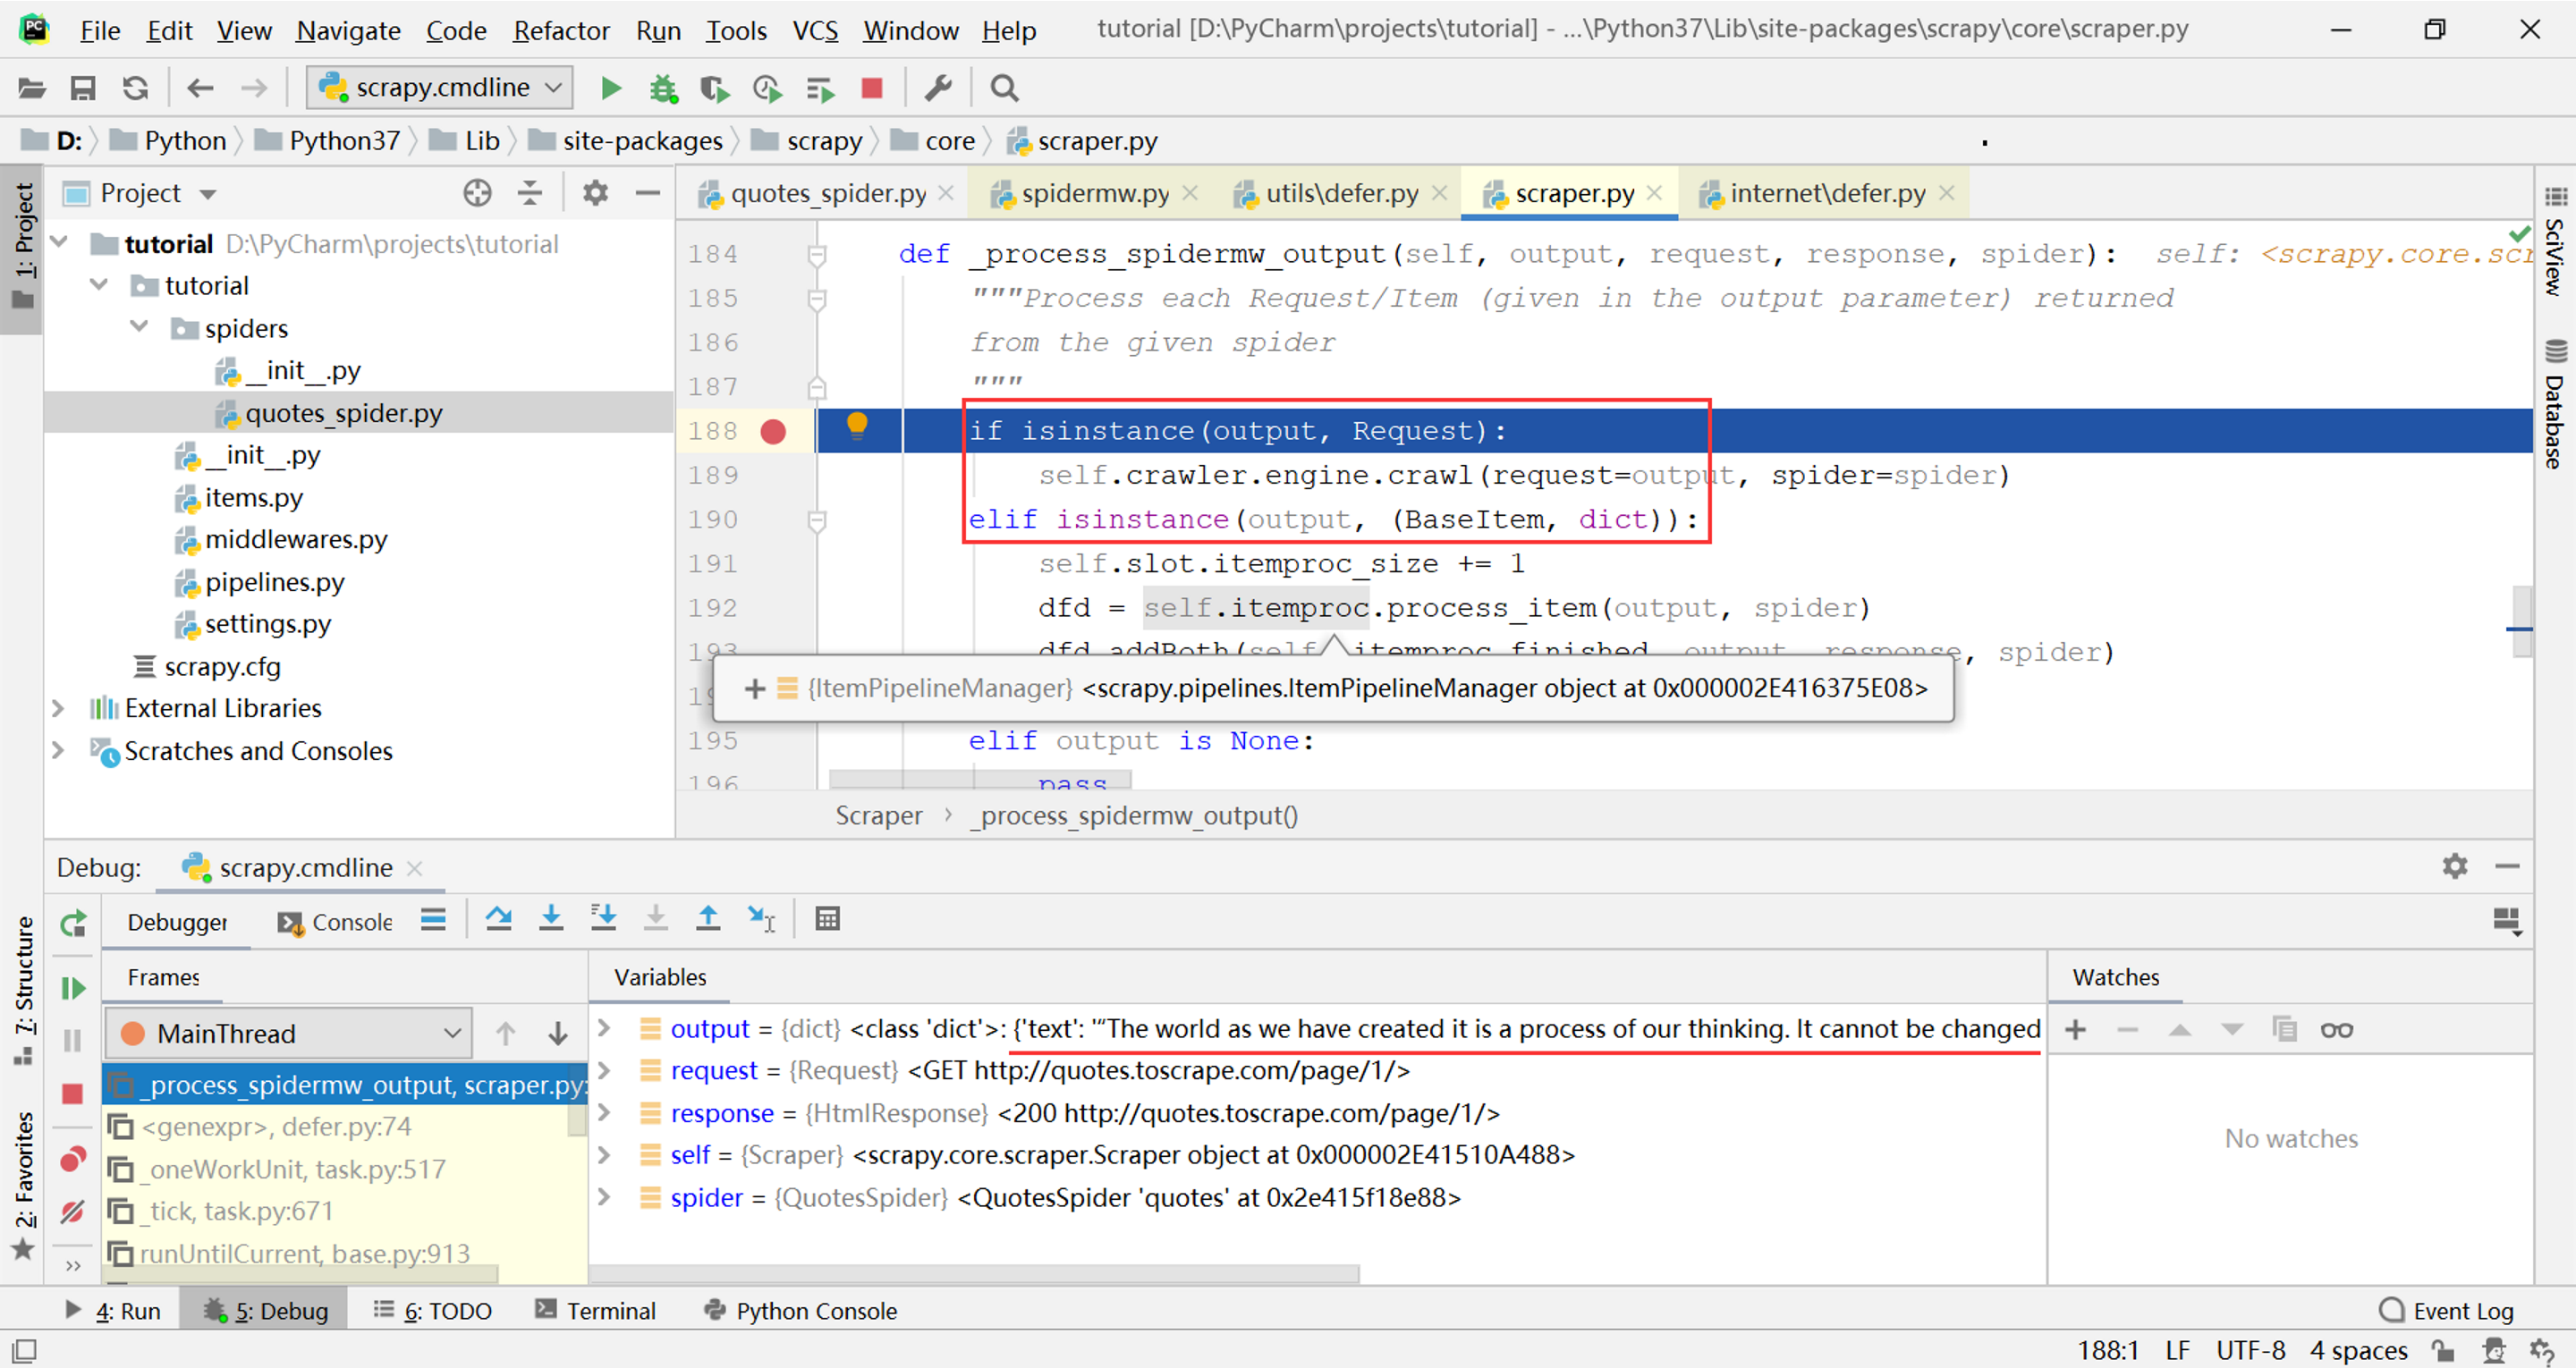 File Edit View Navigate Code Refactor Run Tools VCS Window Help tutorial [D:\PyCharm\projects\tutorial] - ...\Python37\Lib\site-packages\scrapy\core\scraper.py
scrapy.cmdline
D: Python Python37 Lib site-packages scrapy core scraper.py
1: Project
Project
quotes_spider.py spidermw.py utils\defer.py scraper.py internet\defer.py
tutorial D:\PyCharm\projects\tutorial
tutorial
spiders
__init__.py
quotes_spider.py
__init__.py
items.py
middlewares.py
pipelines.py
settings.py
scrapy.cfg
External Libraries
Scratches and Consoles
184 def _process_spidermw_output(self, output, request, response, spider): self: <scrapy.core.scr
185 """Process each Request/Item (given in the output parameter) returned
186 from the given spider
187 """
188 if isinstance(output, Request):
189 self.crawler.engine.crawl(request=output, spider=spider)
190 elif isinstance(output, (BaseItem, dict)):
191 self.slot.itemproc_size += 1
192 dfd = self.itemproc.process_item(output, spider)
193 dfd.addBoth(self._itemproc_finished, output, response, spider)
{ItemPipelineManager} <scrapy.pipelines.ItemPipelineManager object at 0x000002E416375E08>
195 elif output is None:
196 pass
Scraper _process_spidermw_output()
SciView
Database
Debug: scrapy.cmdline
Debugger Console
Frames Variables Watches
MainThread
_process_spidermw_output, scraper.py:
<genexpr>, defer.py:74
_oneWorkUnit, task.py:517
_tick, task.py:671
runUntilCurrent, base.py:913
output = {dict} <class 'dict'>: {'text': '“The world as we have created it is a process of our thinking. It cannot be changed
request = {Request} <GET http://quotes.toscrape.com/page/1/>
response = {HtmlResponse} <200 http://quotes.toscrape.com/page/1/>
self = {Scraper} <scrapy.core.scraper.Scraper object at 0x000002E41510A488>
spider = {QuotesSpider} <QuotesSpider 'quotes' at 0x2e415f18e88>
No watches
7: Structure
2: Favorites
4: Run 5: Debug 6: TODO Terminal Python Console Event Log
188:1 LF UTF-8 4 spaces